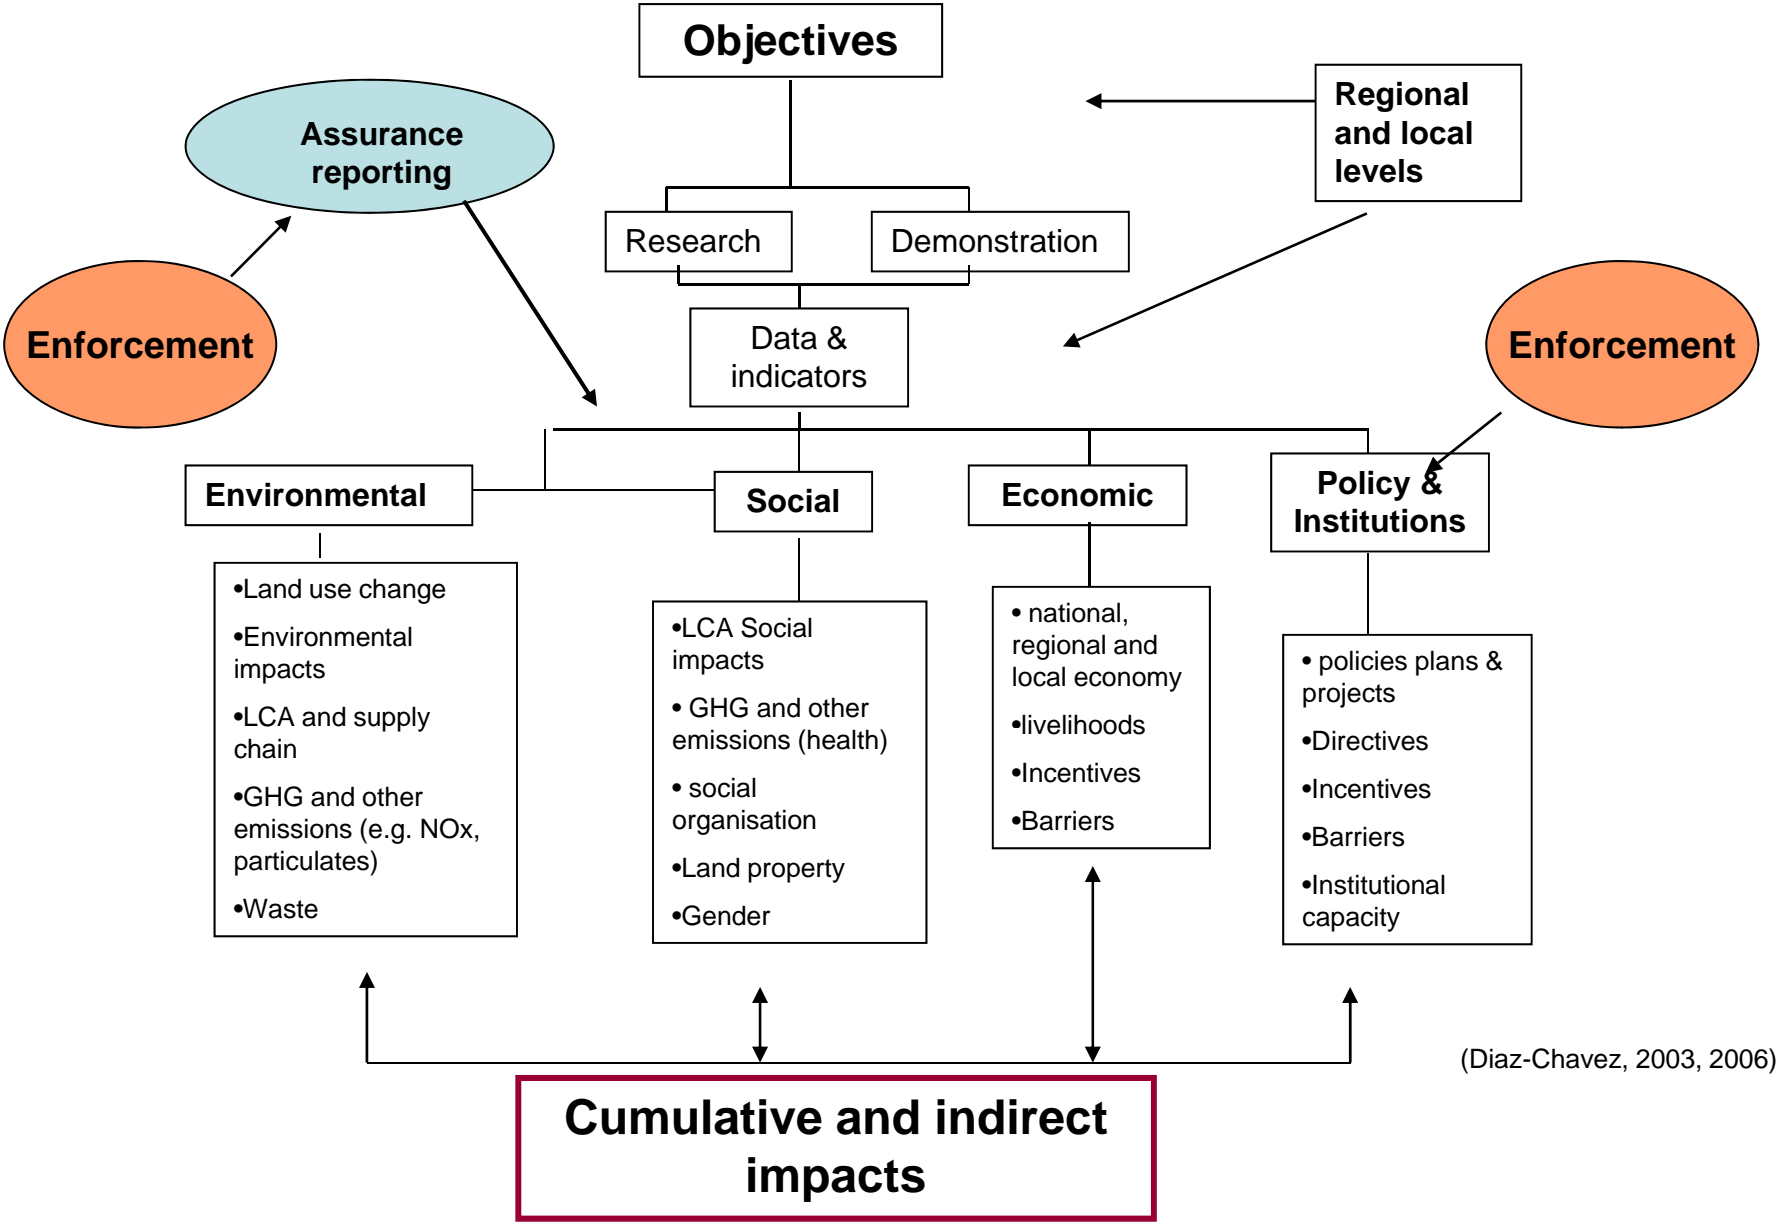 Objectives
Regional
and local
levels
Assurance
reporting
Research
Demonstration
Enforcement
Enforcement
Data &
indicators
Environmental
Social
Economic
Policy &
Institutions
•Land use change
•Environmental
impacts
•LCA and supply
chain
•GHG and other
emissions (e.g. NOx,
particulates)
•Waste
•LCA Social
impacts
• GHG and other
emissions (health)
• social
organisation
•Land property
•Gender
• national,
regional and
local economy
•livelihoods
•Incentives
•Barriers
• policies plans &
projects
•Directives
•Incentives
•Barriers
•Institutional
capacity
(Diaz-Chavez, 2003, 2006)
Cumulative and indirect
impacts